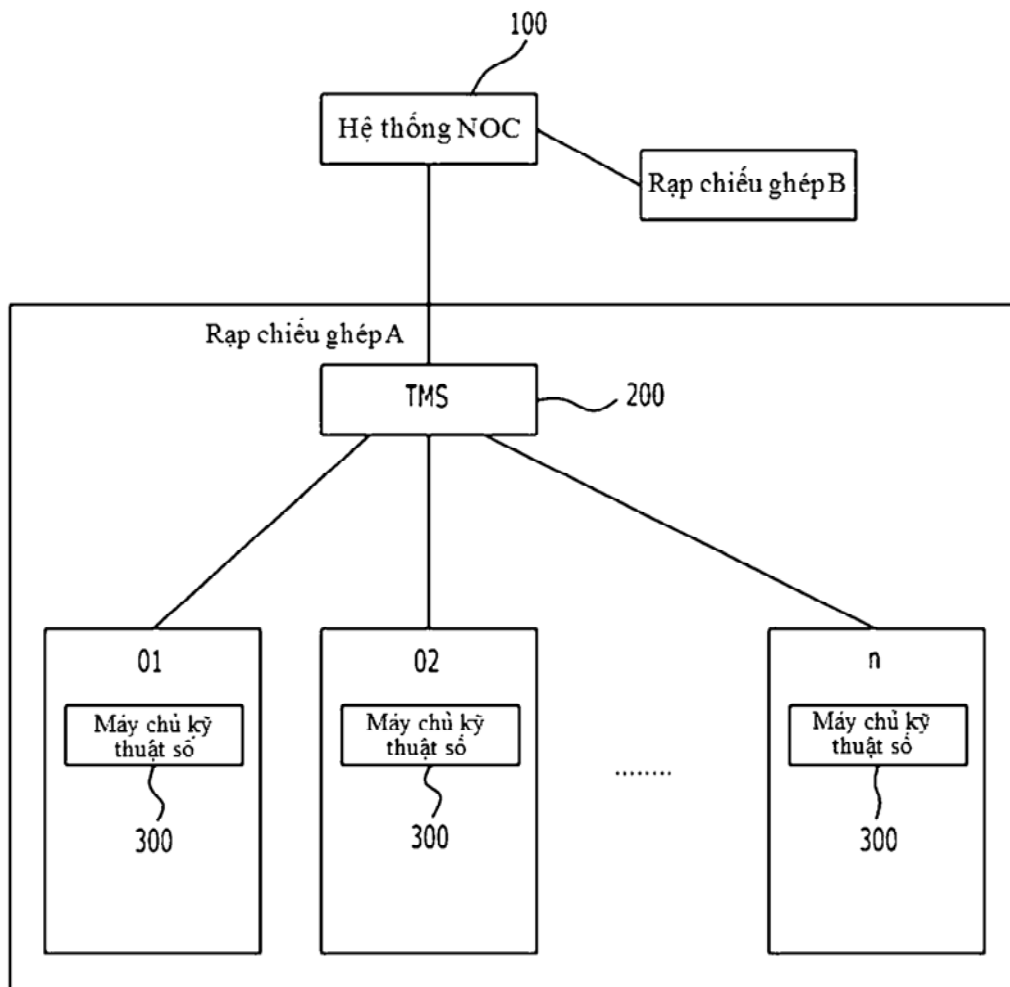 100
Hệ thống NOC
Rạp chiếu ghép B
Rạp chiếu ghép A
TMS
200
01
02
n
Máy chủ kỹ
thuật số
Máy chủ kỹ
thuật số
Máy chủ kỹ
thuật số
........
300
300
300